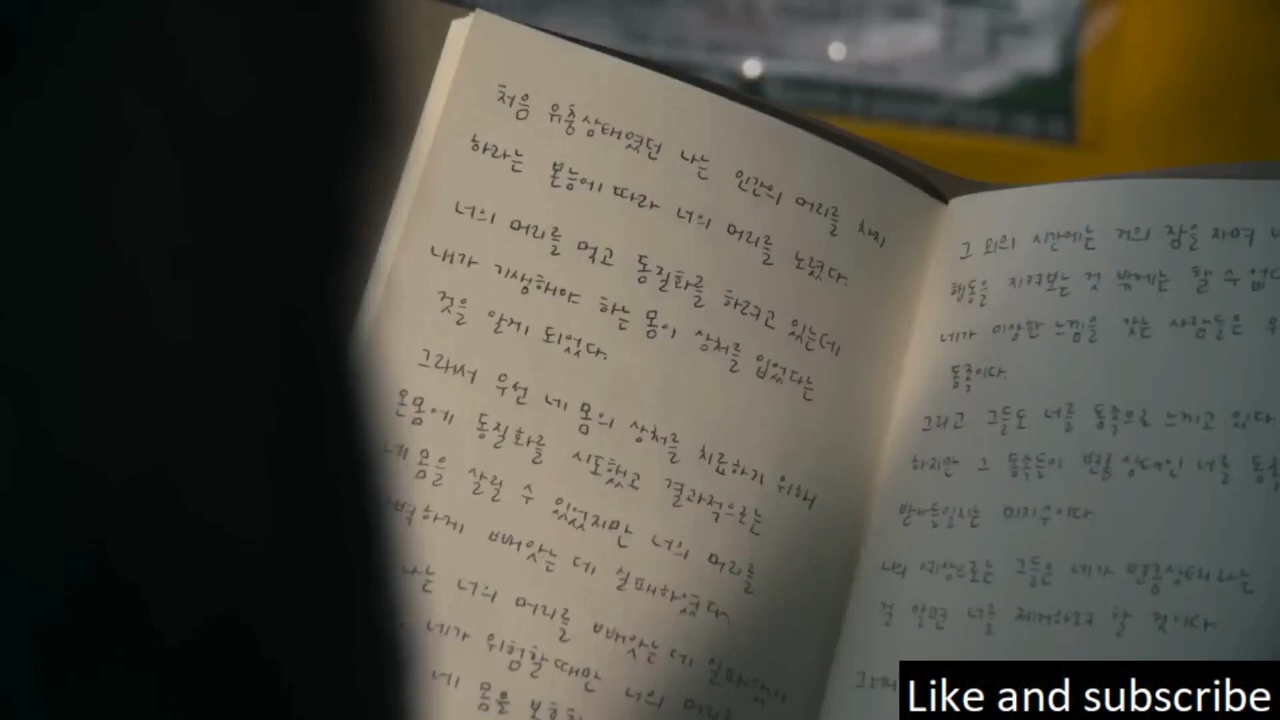 처음 유충상태였던 나는 인간의 머리를 차지
하라는 본능에 따라 너의 머리를 노렸다.
너의 머리를 먹고 동질화를 하려고 있는데
내가 기생해야 하는 몸이 상처를 입었다는
것을 알게 되었다.
그래서 우선 네 몸의 상처를 치료하기 위해
온몸에 동질화를 시도했고 결과적으로는
네 몸을 살릴 수 있었지만 너의 머리를
빼앗는 데 실패하였다.
나는 너의 머리를 빼앗는 데 실패했기
네가 위험할때만 너의
네 몸을
그 외의 시간에는 거의 잠을 자며
행동을 지켜보는 것 밖에는 할 수 없다
네가 이상한 느낌을 갖는 사람들은
동족이다.
그리고 그들도 너를 동족으로 느끼고 있다.
하지만 그 동족들이 변종상태인 너를
받아들일지는 미지수이다.
나의 예상으로는 그들은 네가 변종상태라는
걸 알면 너를 제거하려고 할 것이다.
Like and subscribe